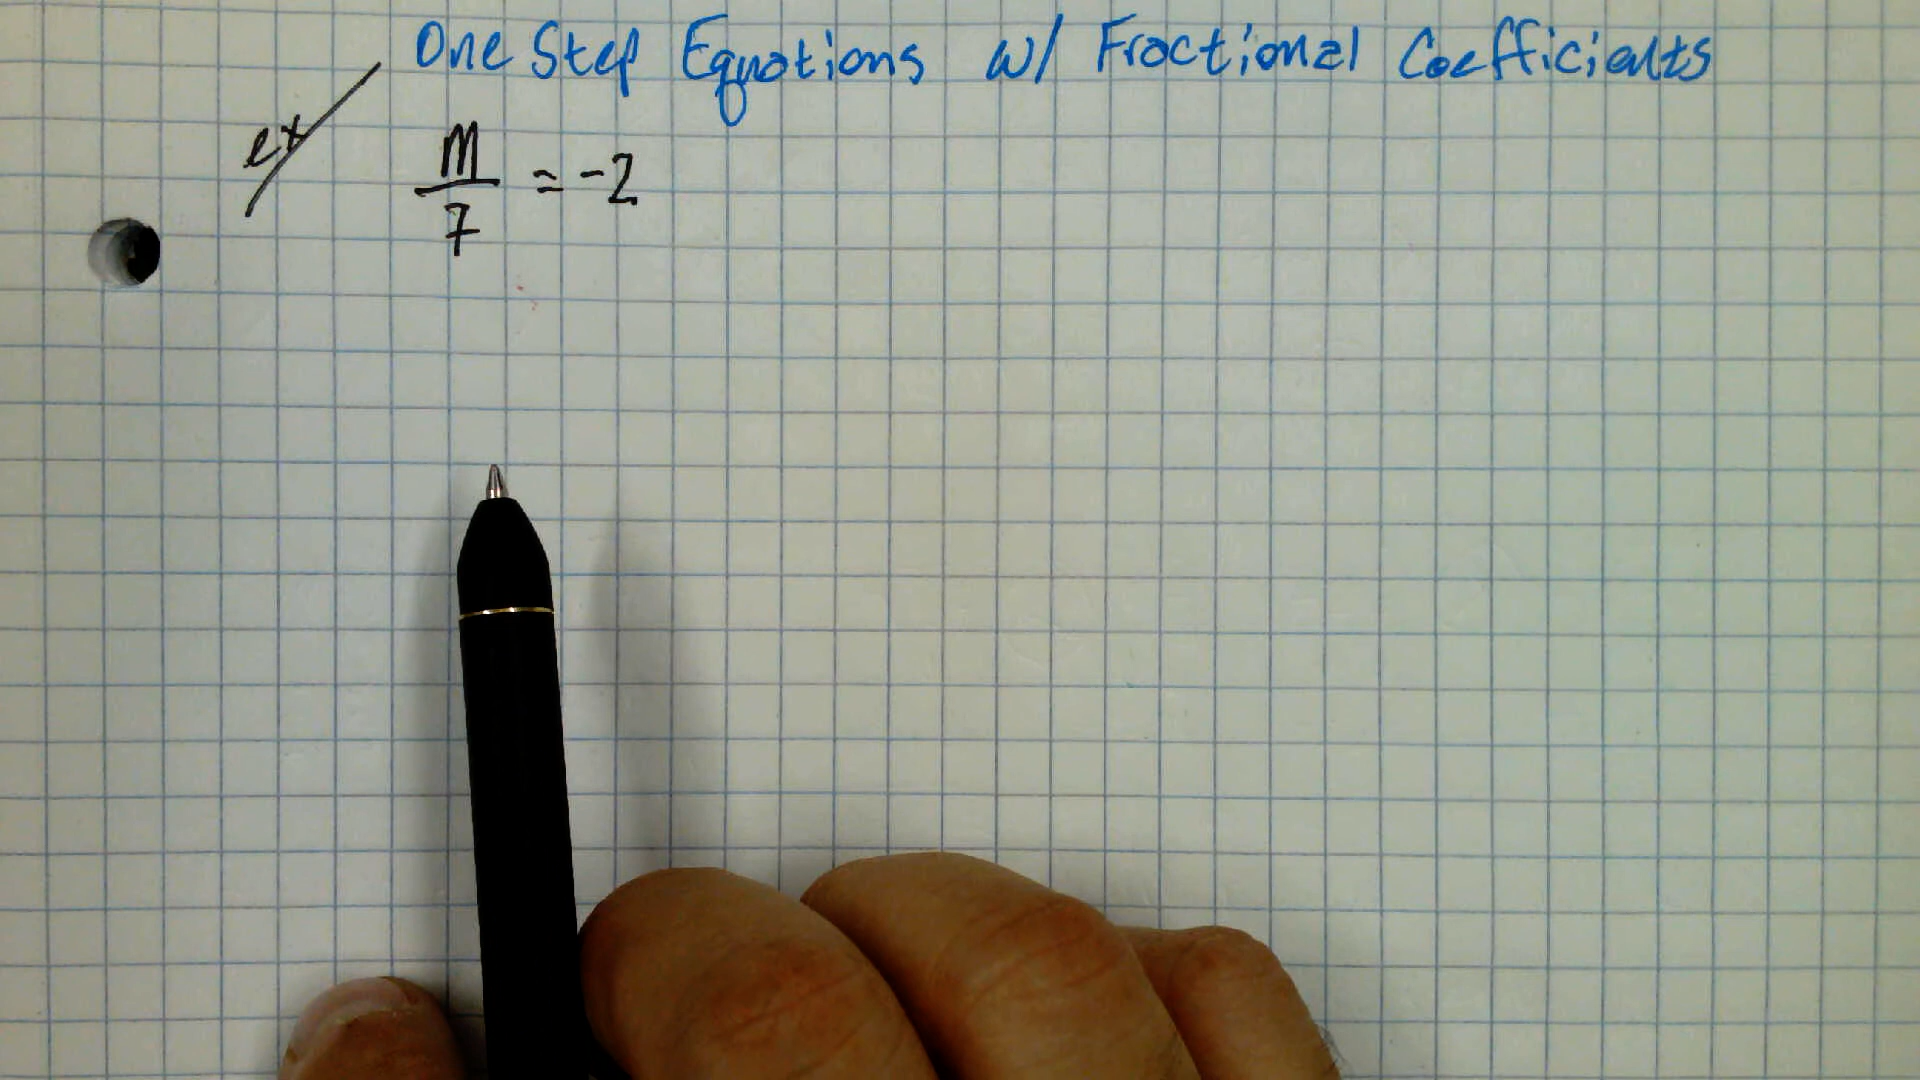 One Step Equations w/ Fractional Coefficients
ex
m/7 = -2